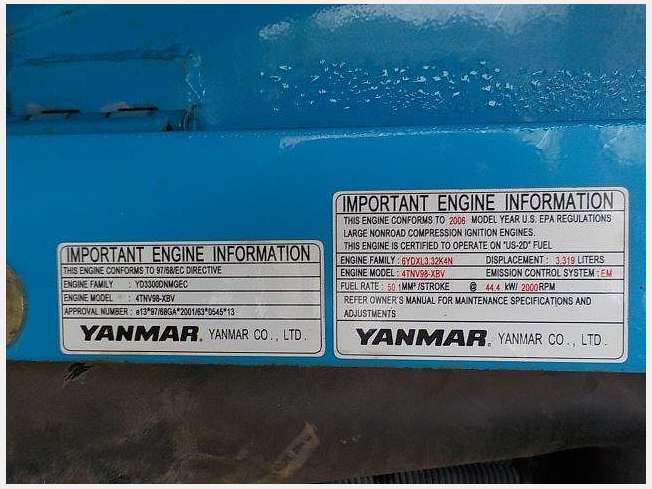 IMPORTANT ENGINE INFORMATION
THIS ENGINE CONFORMS TO 97/68/EC DIRECTIVE
ENGINE FAMILY : YD3300DNMGEC
ENGINE MODEL : 4TNV98-XBV
APPROVAL NUMBER : e13*97/68GA*2001/63*0545*13
YANMAR. YANMAR CO., LTD.
IMPORTANT ENGINE INFORMATION
THIS ENGINE CONFORMS TO 2006 MODEL YEAR U.S. EPA REGULATIONS
LARGE NONROAD COMPRESSION IGNITION ENGINES.
THIS ENGINE IS CERTIFIED TO OPERATE ON "US-2D" FUEL
ENGINE FAMILY : 6YDXL3.32K4N DISPLACEMENT : 3.319 LITERS
ENGINE MODEL : 4TNV98-XBV EMISSION CONTROL SYSTEM : EM
FUEL RATE : 50.1MM³/STROKE @ 44.4 kW/ 2000RPM
REFER OWNER'S MANUAL FOR MAINTENANCE SPECIFICATIONS AND
ADJUSTMENTS
YANMAR. YANMAR CO., LTD.